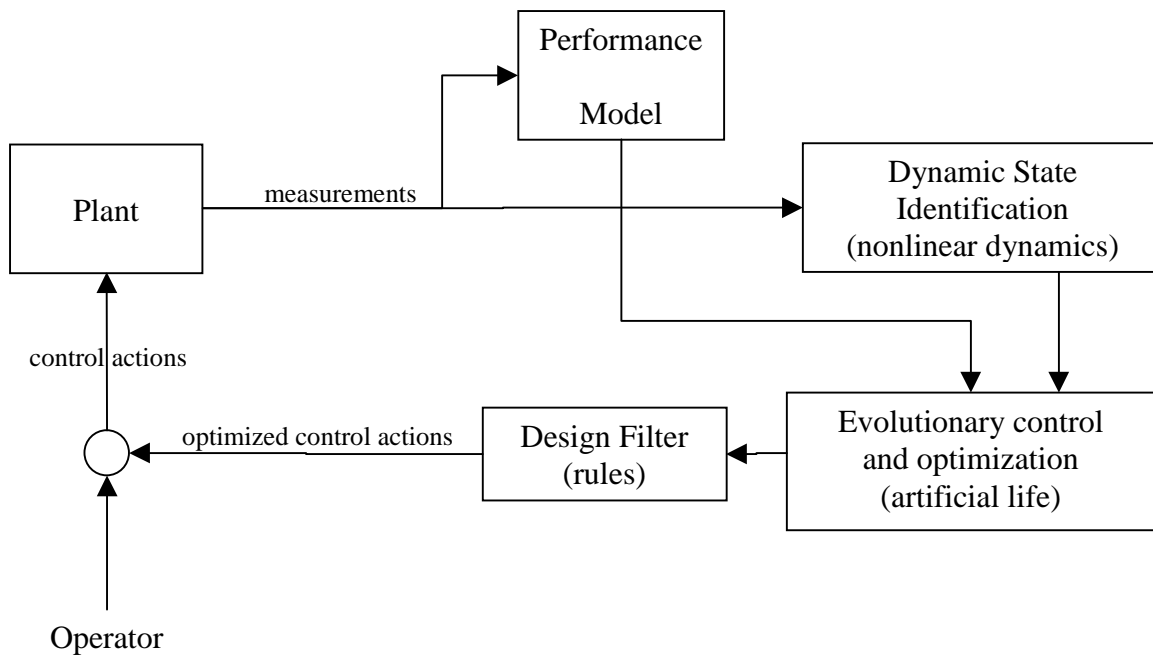 Performance
Model
Plant
measurements
Dynamic State
Identification
(nonlinear dynamics)
control actions
optimized control actions
Design Filter
(rules)
Evolutionary control
and optimization
(artificial life)
Operator